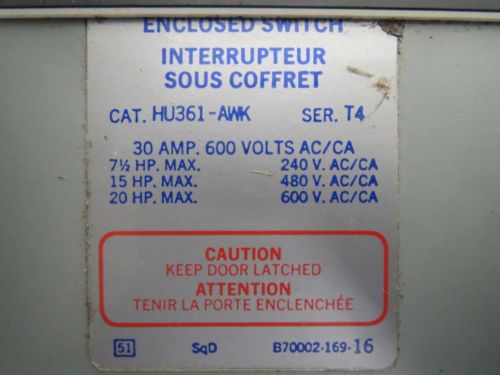 ENCLOSED SWITCH
INTERRUPTEUR
SOUS COFFRET
CAT. HU361-AWK SER. T4
30 AMP. 600 VOLTS AC/CA
7½ HP. MAX. 240 V. AC/CA
15 HP. MAX. 480 V. AC/CA
20 HP. MAX. 600 V. AC/CA
CAUTION
KEEP DOOR LATCHED
ATTENTION
TENIR LA PORTE ENCLENCHÉE
51 SqD B70002-169-16